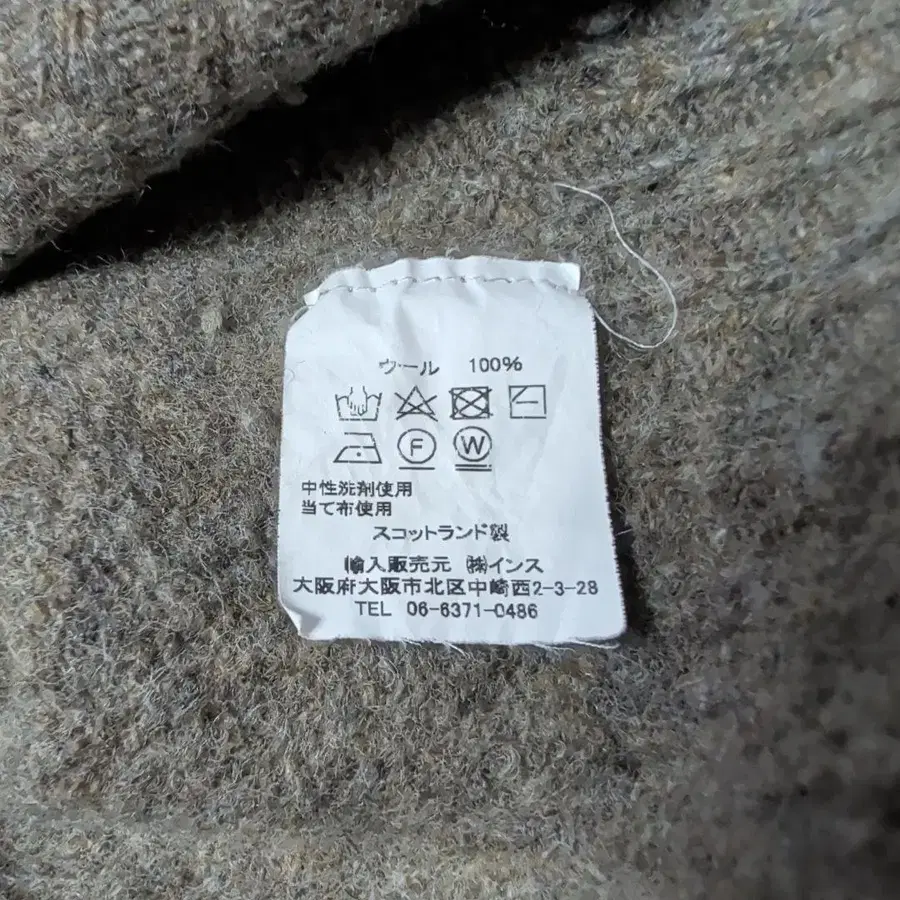 ウール 100%
F W
中性洗剤使用
当て布使用
スコットランド製
輸入販売元 ㈱インス
大阪府大阪市北区中崎西2-3-28
TEL 06-6371-0486